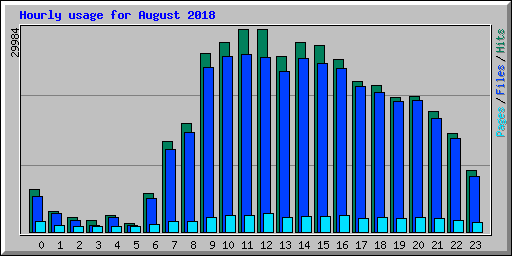 Hourly usage for August 2018
29984
Pages / Files / Hits
0 1 2 3 4 5 6 7 8 9 10 11 12 13 14 15 16 17 18 19 20 21 22 23